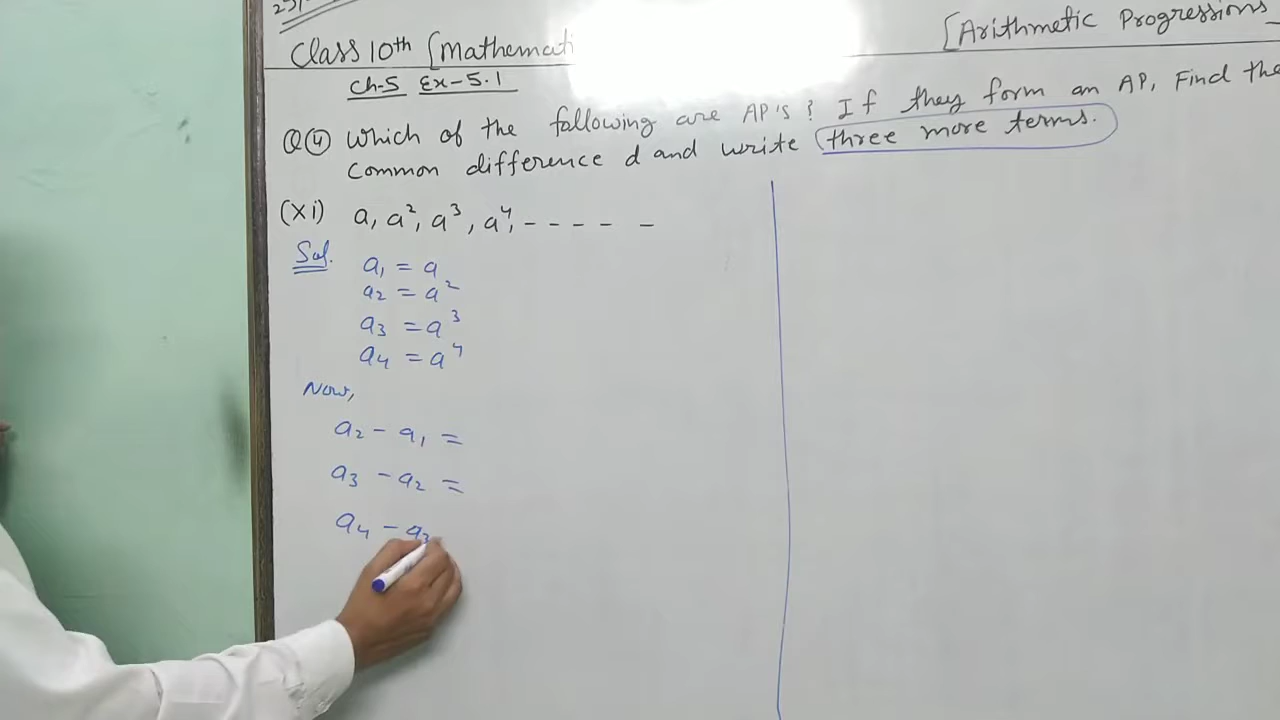 Class 10th [Mathemati
[Arithmetic Progressions
Ch-5 Ex-5.1
Q④ Which of the following are AP's ? If they form an AP, Find the
Common difference d and write three more terms.
(XI) a, a², a³, a⁴, - - - - -
Sol.
a₁ = a
a₂ = a²
a₃ = a³
a₄ = a⁴
Now,
a₂ - a₁ =
a₃ - a₂ =
a₄ - a₃